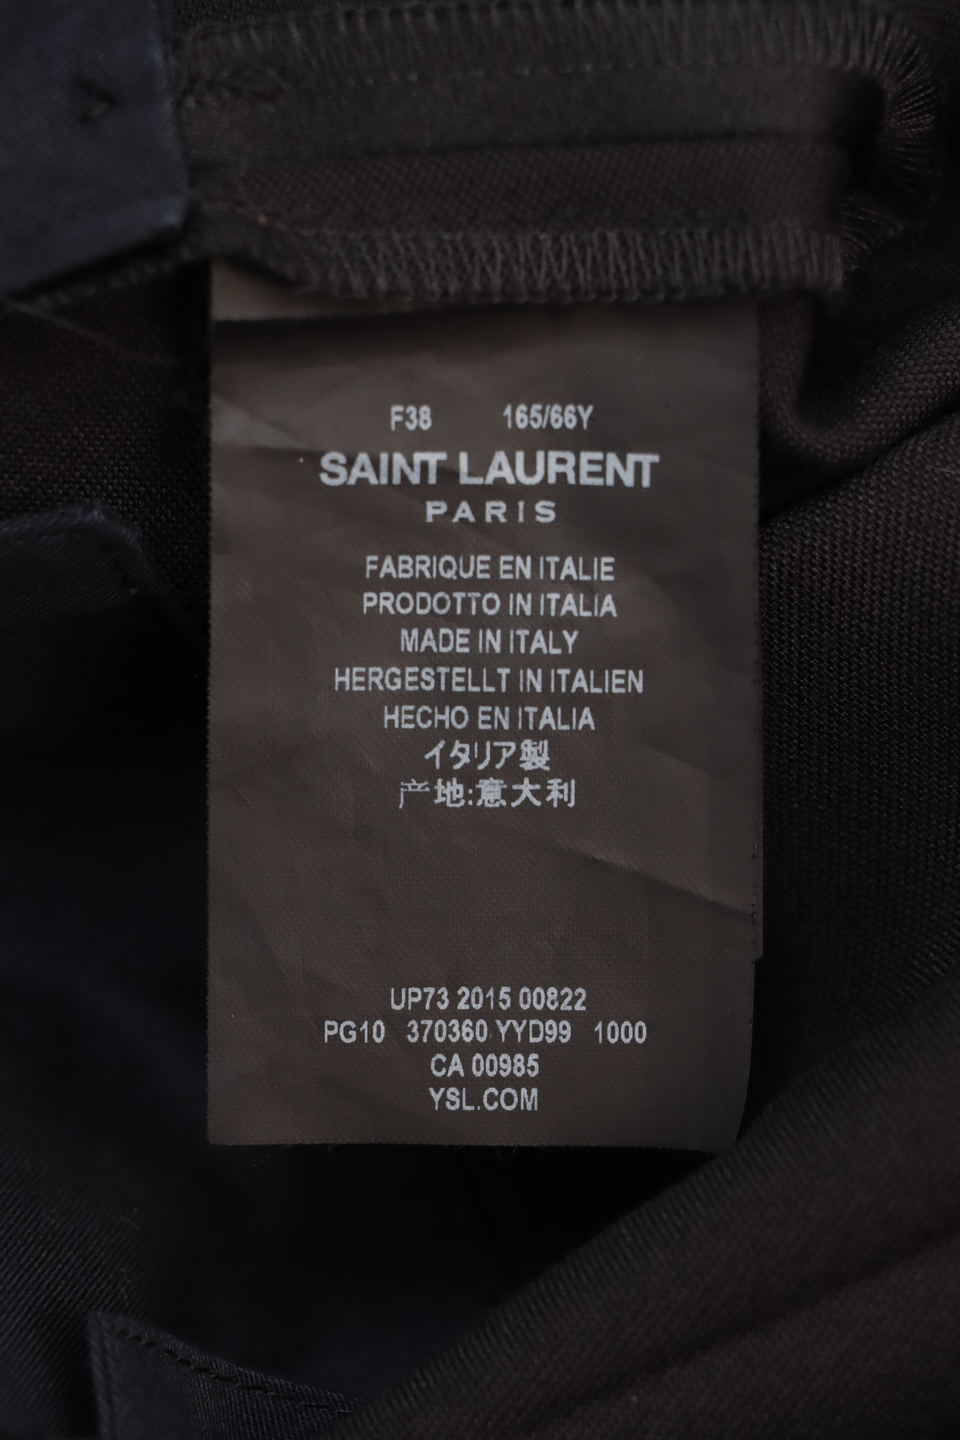 F38 165/66Y
SAINT LAURENT
PARIS
FABRIQUE EN ITALIE
PRODOTTO IN ITALIA
MADE IN ITALY
HERGESTELLT IN ITALIEN
HECHO EN ITALIA
イタリア製
产地:意大利
UP73 2015 00822
PG10 370360 YYD99 1000
CA 00985
YSL.COM